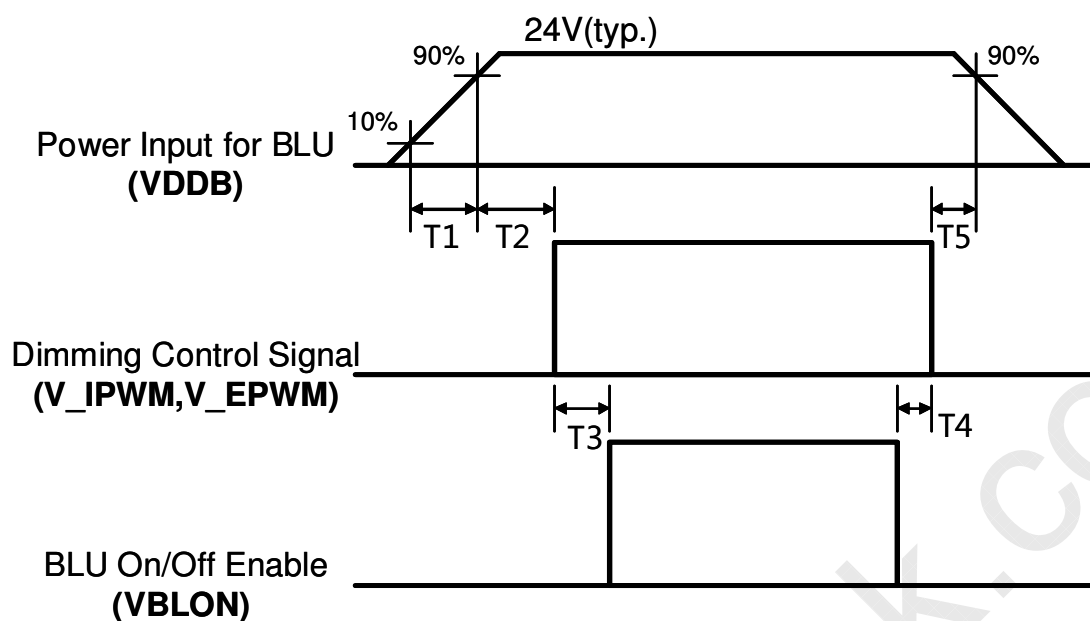 24V(typ.)
90%
90%
10%
Power Input for BLU
(VDDB)
T1
T2
T5
Dimming Control Signal
(V_IPWM,V_EPWM)
T3
T4
BLU On/Off Enable
(VBLON)
k.co